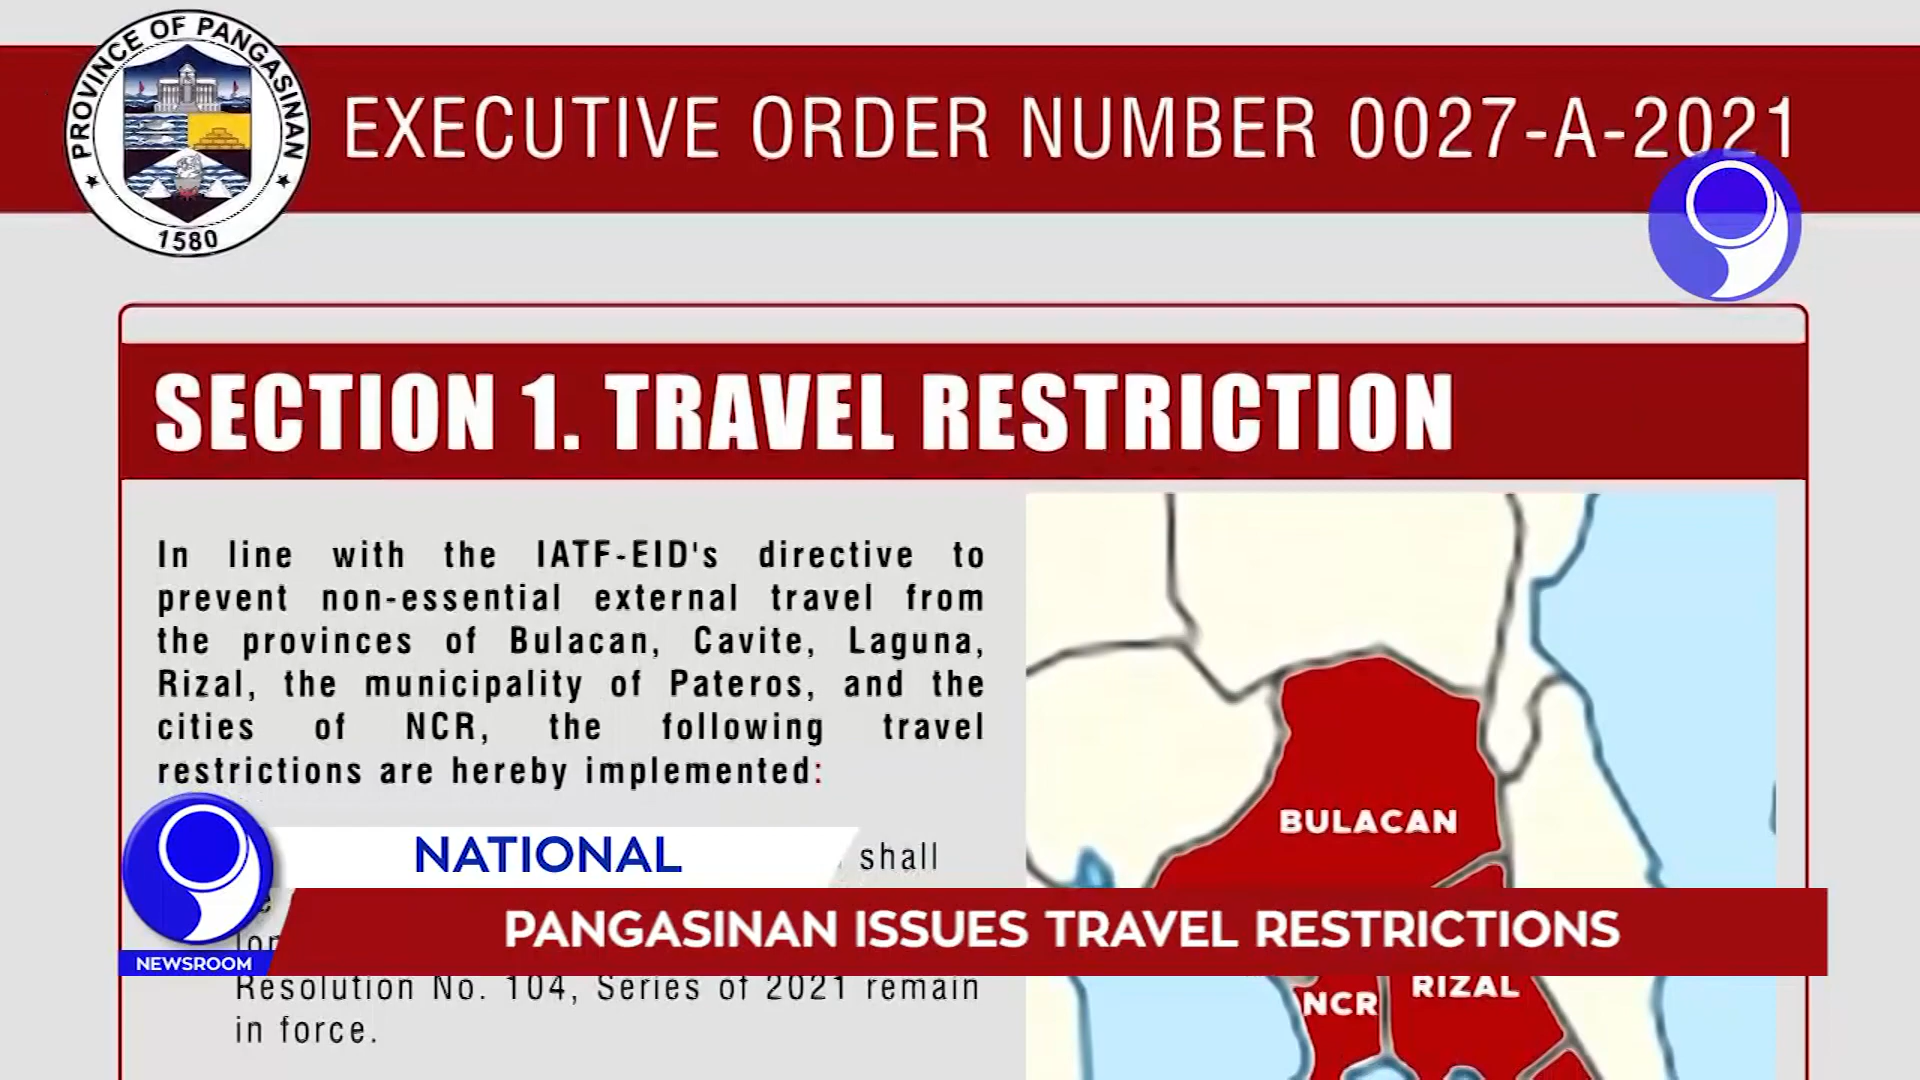 PROVINCE OF PANGASINAN
1580
EXECUTIVE ORDER NUMBER 0027-A-2021
SECTION 1. TRAVEL RESTRICTION
In line with the IATF-EID's directive to
prevent non-essential external travel from
the provinces of Bulacan, Cavite, Laguna,
Rizal, the municipality of Pateros, and the
cities of NCR, the following travel
restrictions are hereby implemented:
shall
Resolution No. 104, Series of 2021 remain
in force.
BULACAN
NCR
RIZAL
NATIONAL
PANGASINAN ISSUES TRAVEL RESTRICTIONS
NEWSROOM